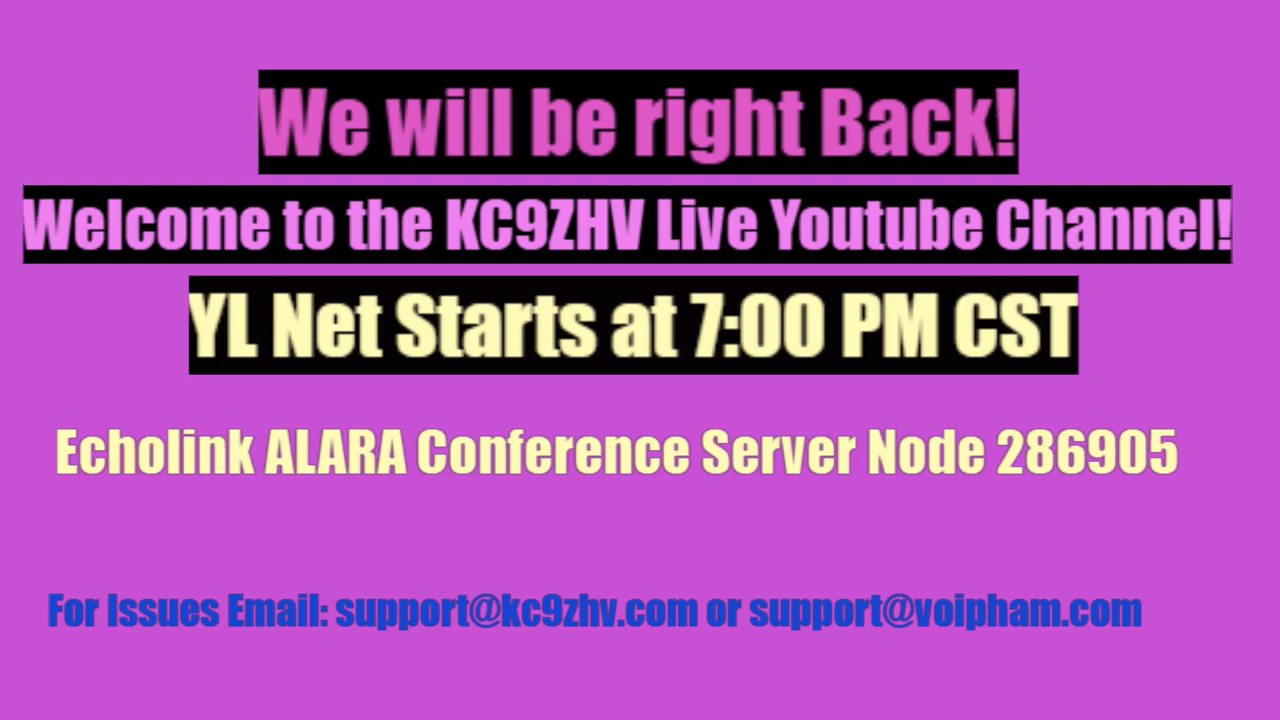 We will be right Back!
Welcome to the KC9ZHV Live Youtube Channel!
YL Net Starts at 7:00 PM CST
Echolink ALARA Conference Server Node 286905
For Issues Email: support@kc9zhv.com or support@voipham.com